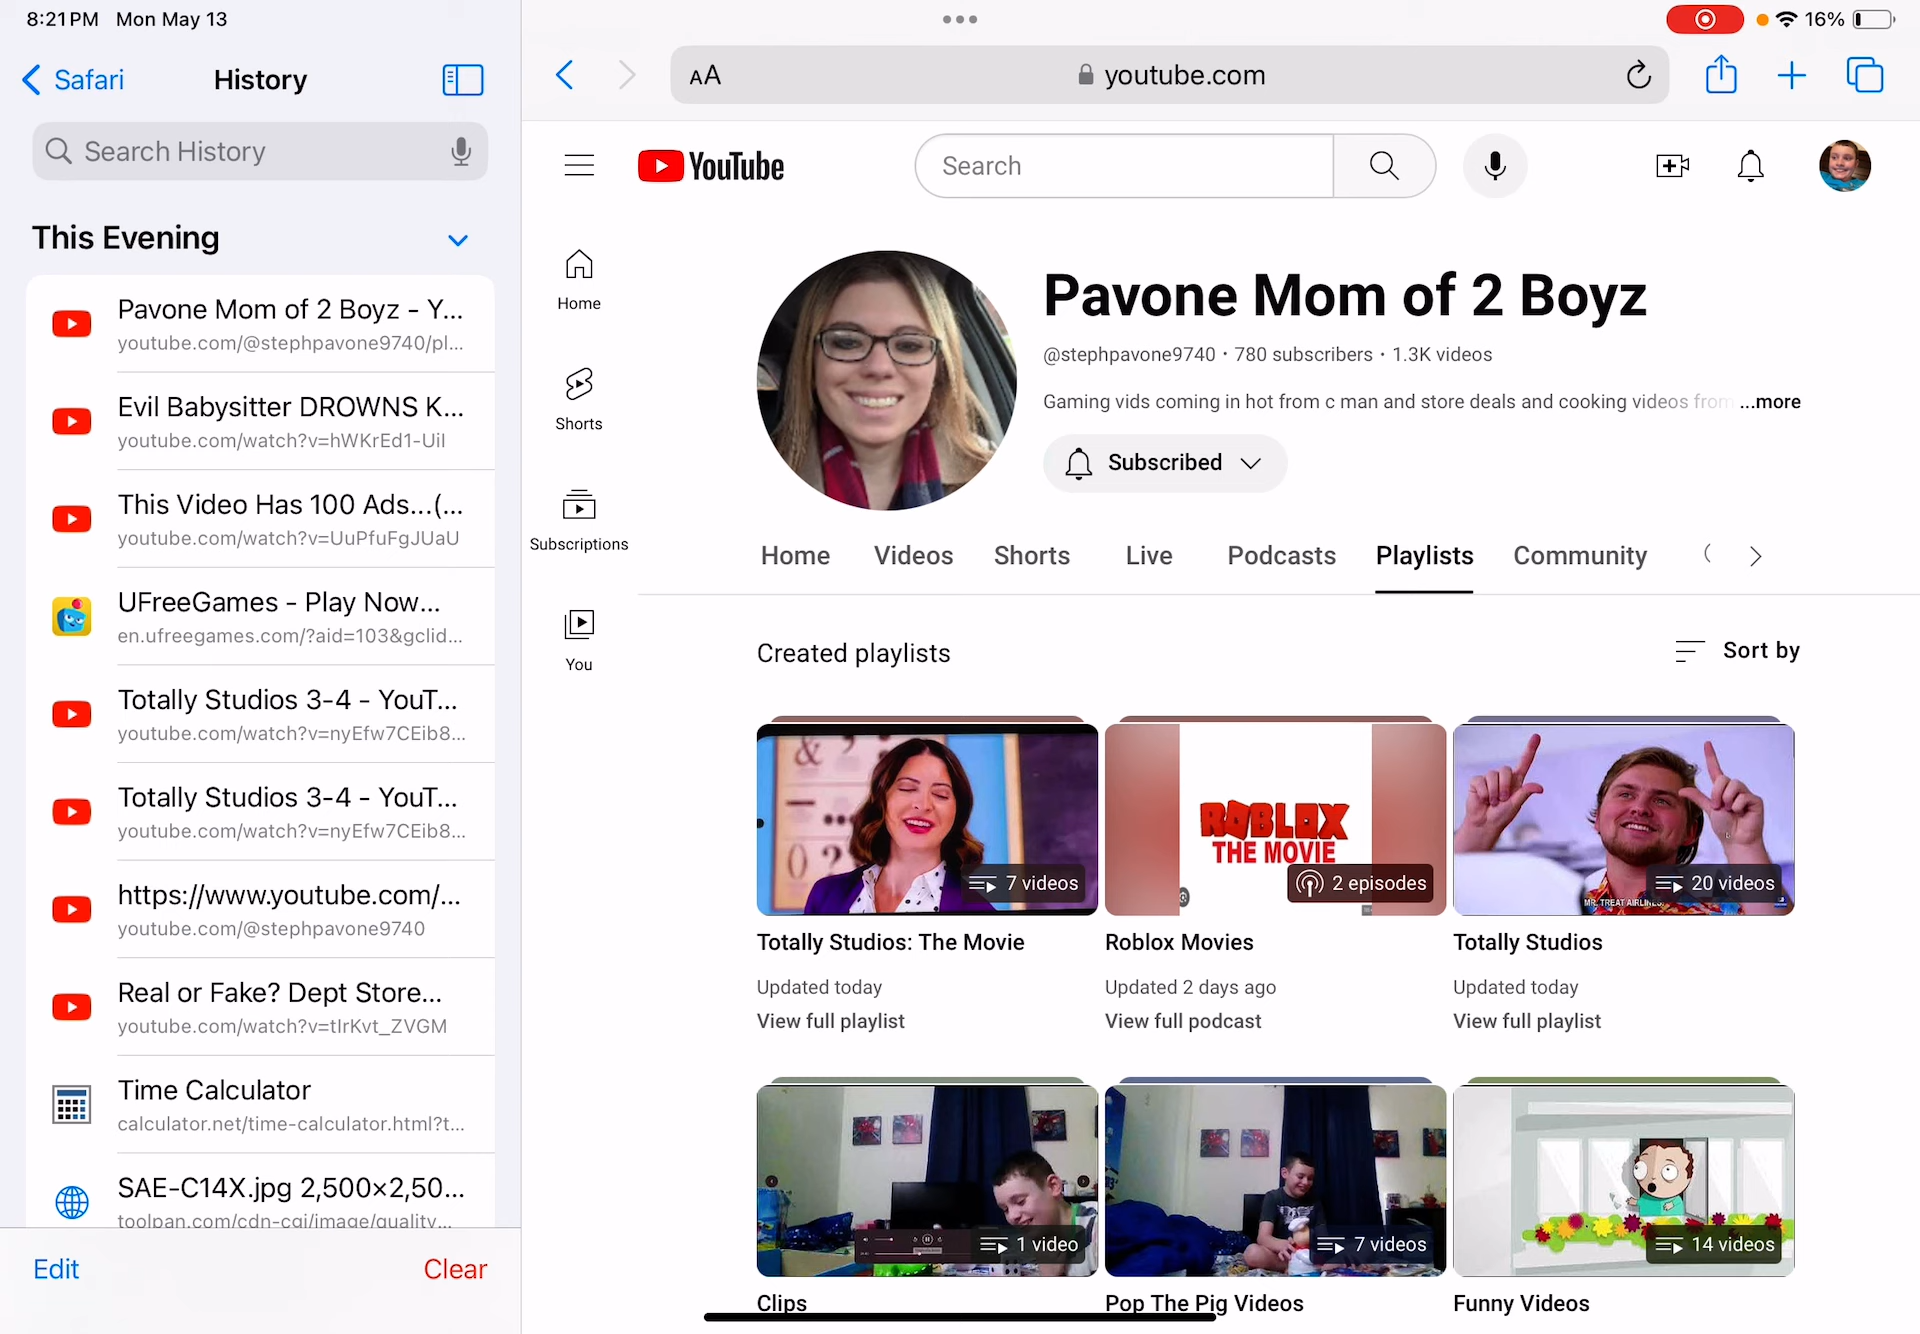 8:21 PM Mon May 13
16%
Safari
History
AA
youtube.com
Search History
YouTube
Search
This Evening
Pavone Mom of 2 Boyz - Y...
youtube.com/@stephpavone9740/pl...
Evil Babysitter DROWNS K...
youtube.com/watch?v=hWKrEd1-UiI
This Video Has 100 Ads...(...
youtube.com/watch?v=UuPfuFgJUaU
UFreeGames - Play Now...
en.ufreegames.com/?aid=103&gclid...
Totally Studios 3-4 - YouT...
youtube.com/watch?v=nyEfw7CEib8...
Totally Studios 3-4 - YouT...
youtube.com/watch?v=nyEfw7CEib8...
https://www.youtube.com/...
youtube.com/@stephpavone9740
Real or Fake? Dept Store...
youtube.com/watch?v=tIrKvt_ZVGM
Time Calculator
calculator.net/time-calculator.html?t...
SAE-C14X.jpg 2,500×2,50...
toolpan.com/cdn-cgi/image/quality...
Edit
Clear
Home
Shorts
Subscriptions
You
Pavone Mom of 2 Boyz
@stephpavone9740 • 780 subscribers • 1.3K videos
Gaming vids coming in hot from c man and store deals and cooking videos from ...more
Subscribed
Home Videos Shorts Live Podcasts Playlists Community
Created playlists
Sort by
7 videos
ROBLOX
THE MOVIE
2 episodes
20 videos
MR. TREAT AIRLINES
Totally Studios: The Movie
Updated today
View full playlist
Roblox Movies
Updated 2 days ago
View full podcast
Totally Studios
Updated today
View full playlist
1 video
7 videos
14 videos
Clips
Pop The Pig Videos
Funny Videos